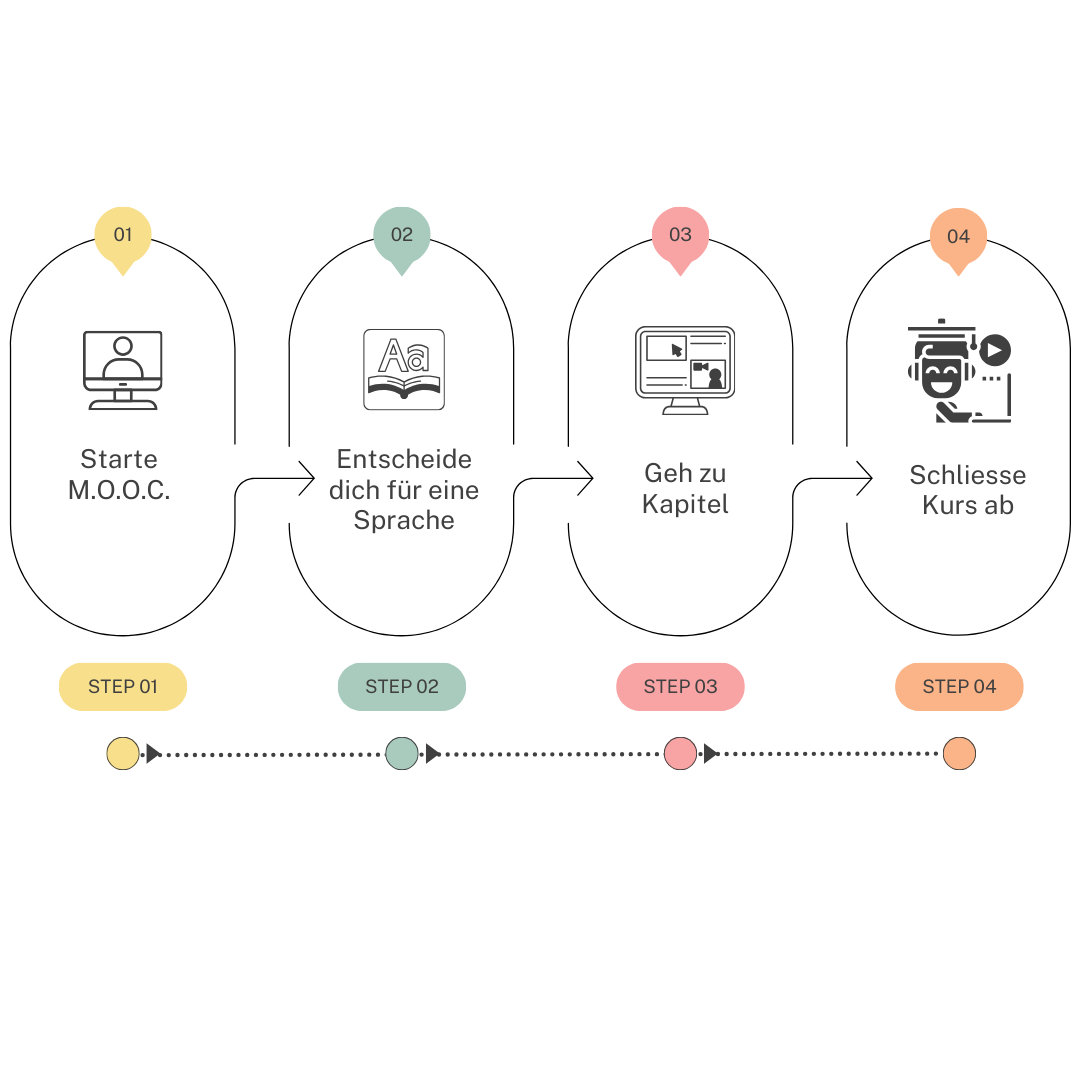 01
02
03
04
Aa
Starte
M.O.O.C.
Entscheide
dich für eine
Sprache
Geh zu
Kapitel
Schliesse
Kurs ab
STEP 01
STEP 02
STEP 03
STEP 04